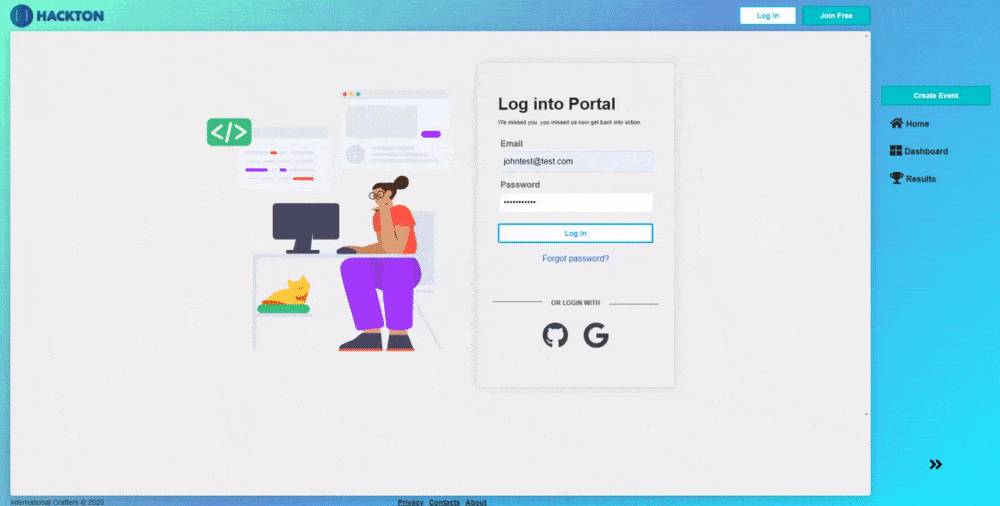 HACKTON
Log In
Join Free
Log into Portal
We missed you, you missed us now get back into action.
Email
johntest@test.com
Password
•••••••••••
Log In
Forgot password?
OR LOGIN WITH
</>
Create Event
Home
Dashboard
Results
International Crafters © 2020
Privacy Contacts About